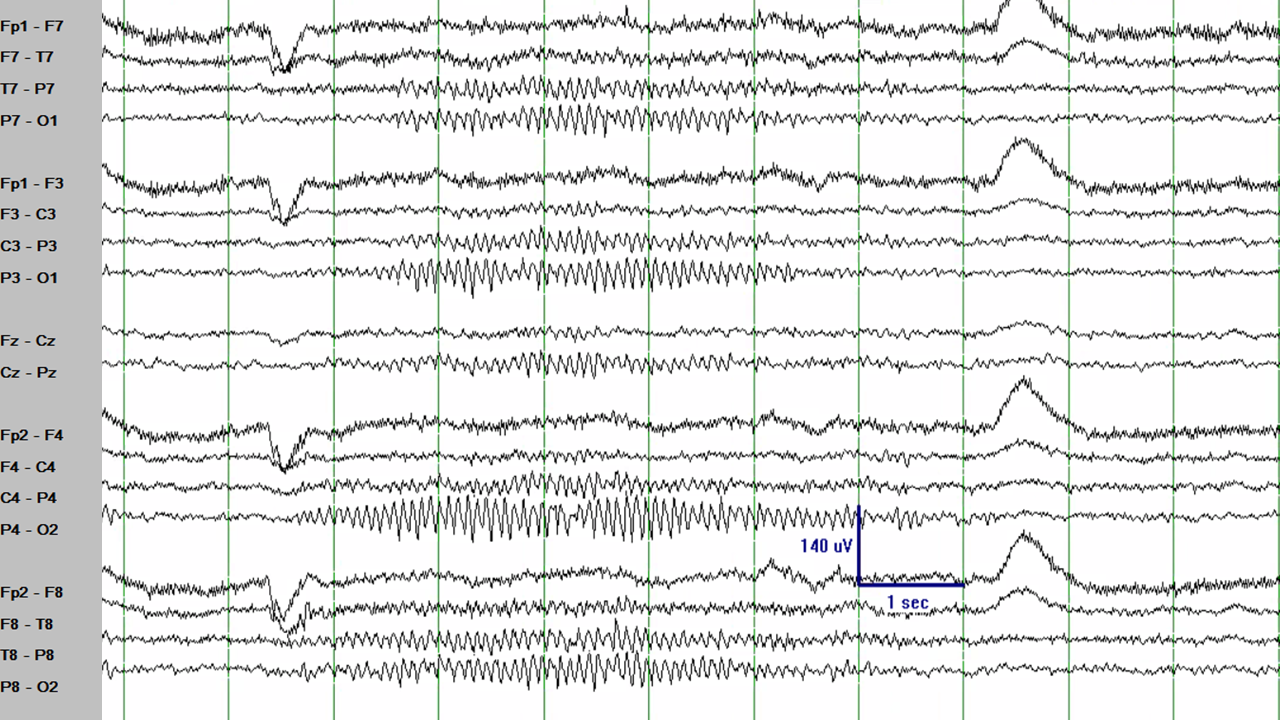 Fp1 - F7
F7 - T7
T7 - P7
P7 - O1
Fp1 - F3
F3 - C3
C3 - P3
P3 - O1
Fz - Cz
Cz - Pz
Fp2 - F4
F4 - C4
C4 - P4
P4 - O2
140 uV
Fp2 - F8
1 sec
F8 - T8
T8 - P8
P8 - O2